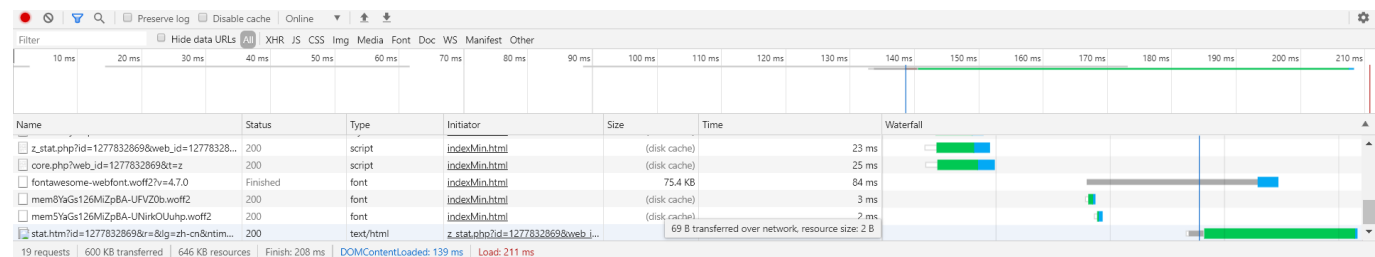 Preserve log Disable cache Online
Filter Hide data URLs All XHR JS CSS Img Media Font Doc WS Manifest Other
10 ms 20 ms 30 ms 40 ms 50 ms 60 ms 70 ms 80 ms 90 ms 100 ms 110 ms 120 ms 130 ms 140 ms 150 ms 160 ms 170 ms 180 ms 190 ms 200 ms 210 ms
Name Status Type Initiator Size Time Waterfall
z_stat.php?id=1277832869&web_id=12778328... 200 script indexMin.html (disk cache) 23 ms
core.php?web_id=1277832869&t=z 200 script indexMin.html (disk cache) 25 ms
fontawesome-webfont.woff2?v=4.7.0 Finished font indexMin.html 75.4 KB 84 ms
mem8YaGs126MiZpBA-UFVZ0b.woff2 200 font indexMin.html (disk cache) 3 ms
mem5YaGs126MiZpBA-UNirkOUuhp.woff2 200 font indexMin.html (disk cache) 2 ms
stat.htm?id=1277832869&r=&lg=zh-cn&ntim... 200 text/html z_stat.php?id=1277832869&web_i...
69 B transferred over network, resource size: 2 B
19 requests 600 KB transferred 646 KB resources Finish: 208 ms DOMContentLoaded: 139 ms Load: 211 ms